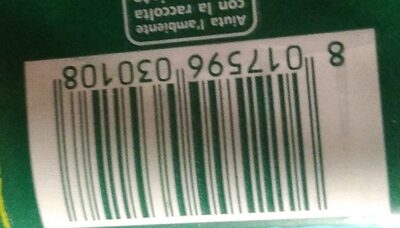 Aiuta l'ambiente
con la raccolta
8 017596 030108